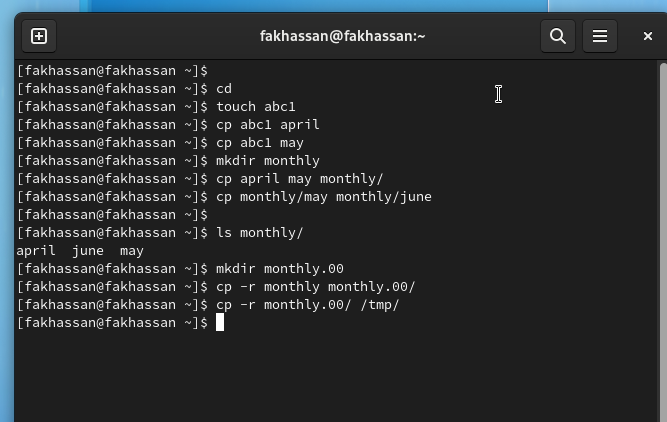 fakhassan@fakhassan:~
[fakhassan@fakhassan ~]$
[fakhassan@fakhassan ~]$ cd
[fakhassan@fakhassan ~]$ touch abc1
[fakhassan@fakhassan ~]$ cp abc1 april
[fakhassan@fakhassan ~]$ cp abc1 may
[fakhassan@fakhassan ~]$ mkdir monthly
[fakhassan@fakhassan ~]$ cp april may monthly/
[fakhassan@fakhassan ~]$ cp monthly/may monthly/june
[fakhassan@fakhassan ~]$
[fakhassan@fakhassan ~]$ ls monthly/
april  june  may
[fakhassan@fakhassan ~]$ mkdir monthly.00
[fakhassan@fakhassan ~]$ cp -r monthly monthly.00/
[fakhassan@fakhassan ~]$ cp -r monthly.00/ /tmp/
[fakhassan@fakhassan ~]$